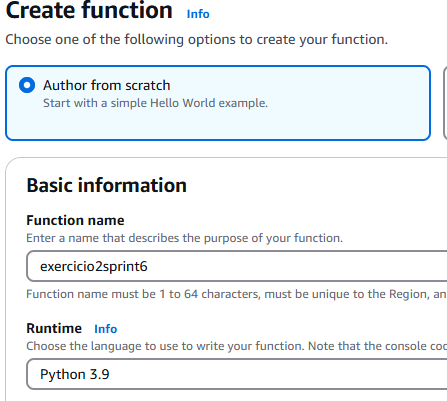 Create function Info
Choose one of the following options to create your function.
Author from scratch
Start with a simple Hello World example.
Basic information
Function name
Enter a name that describes the purpose of your function.
exercicio2sprint6
Function name must be 1 to 64 characters, must be unique to the Region, an
Runtime Info
Choose the language to use to write your function. Note that the console co
Python 3.9